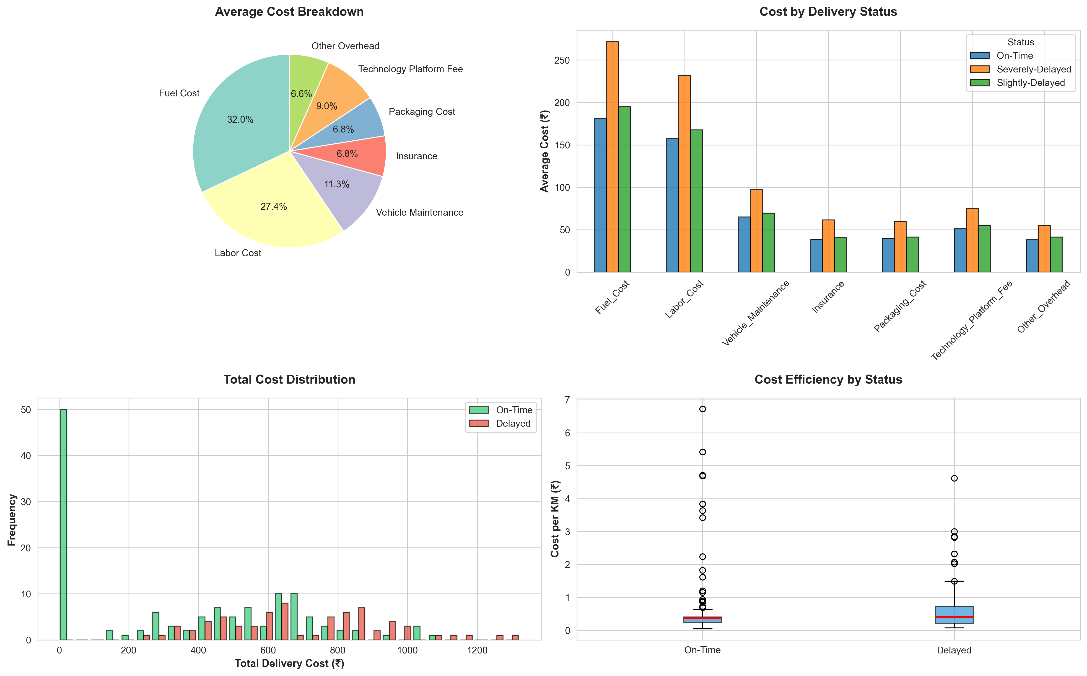 Average Cost Breakdown
Other Overhead
Technology Platform Fee
Fuel Cost
6.6%
9.0%
Packaging Cost
32.0%
6.8%
6.8%
Insurance
11.3%
27.4%
Vehicle Maintenance
Labor Cost
Cost by Delivery Status
Status
On-Time
Severely-Delayed
Slightly-Delayed
Average Cost (₹)
250
200
150
100
50
0
Fuel_Cost
Labor_Cost
Vehicle_Maintenance
Insurance
Packaging_Cost
Technology_Platform_Fee
Other_Overhead
Total Cost Distribution
On-Time
Delayed
Frequency
50
40
30
20
10
0
0
200
400
600
800
1000
1200
Total Delivery Cost (₹)
Cost Efficiency by Status
Cost per KM (₹)
7
6
5
4
3
2
1
0
On-Time
Delayed